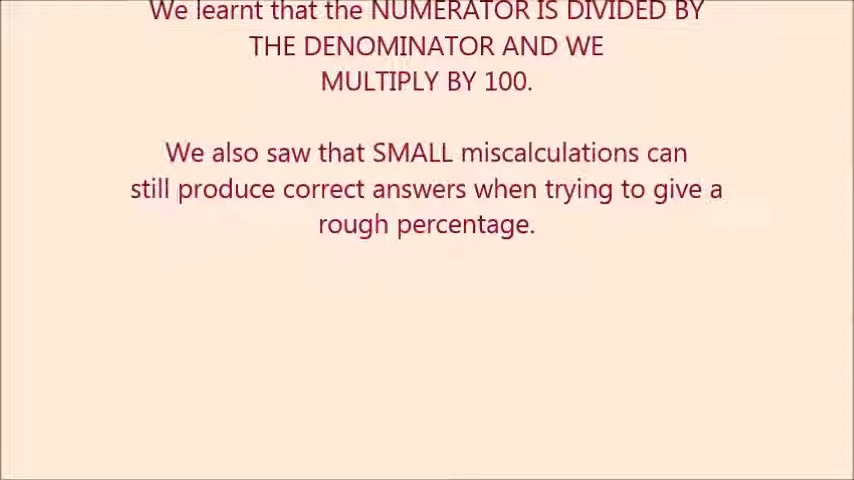 We learnt that the NUMERATOR IS DIVIDED BY
THE DENOMINATOR AND WE
MULTIPLY BY 100.
We also saw that SMALL miscalculations can
still produce correct answers when trying to give a
rough percentage.